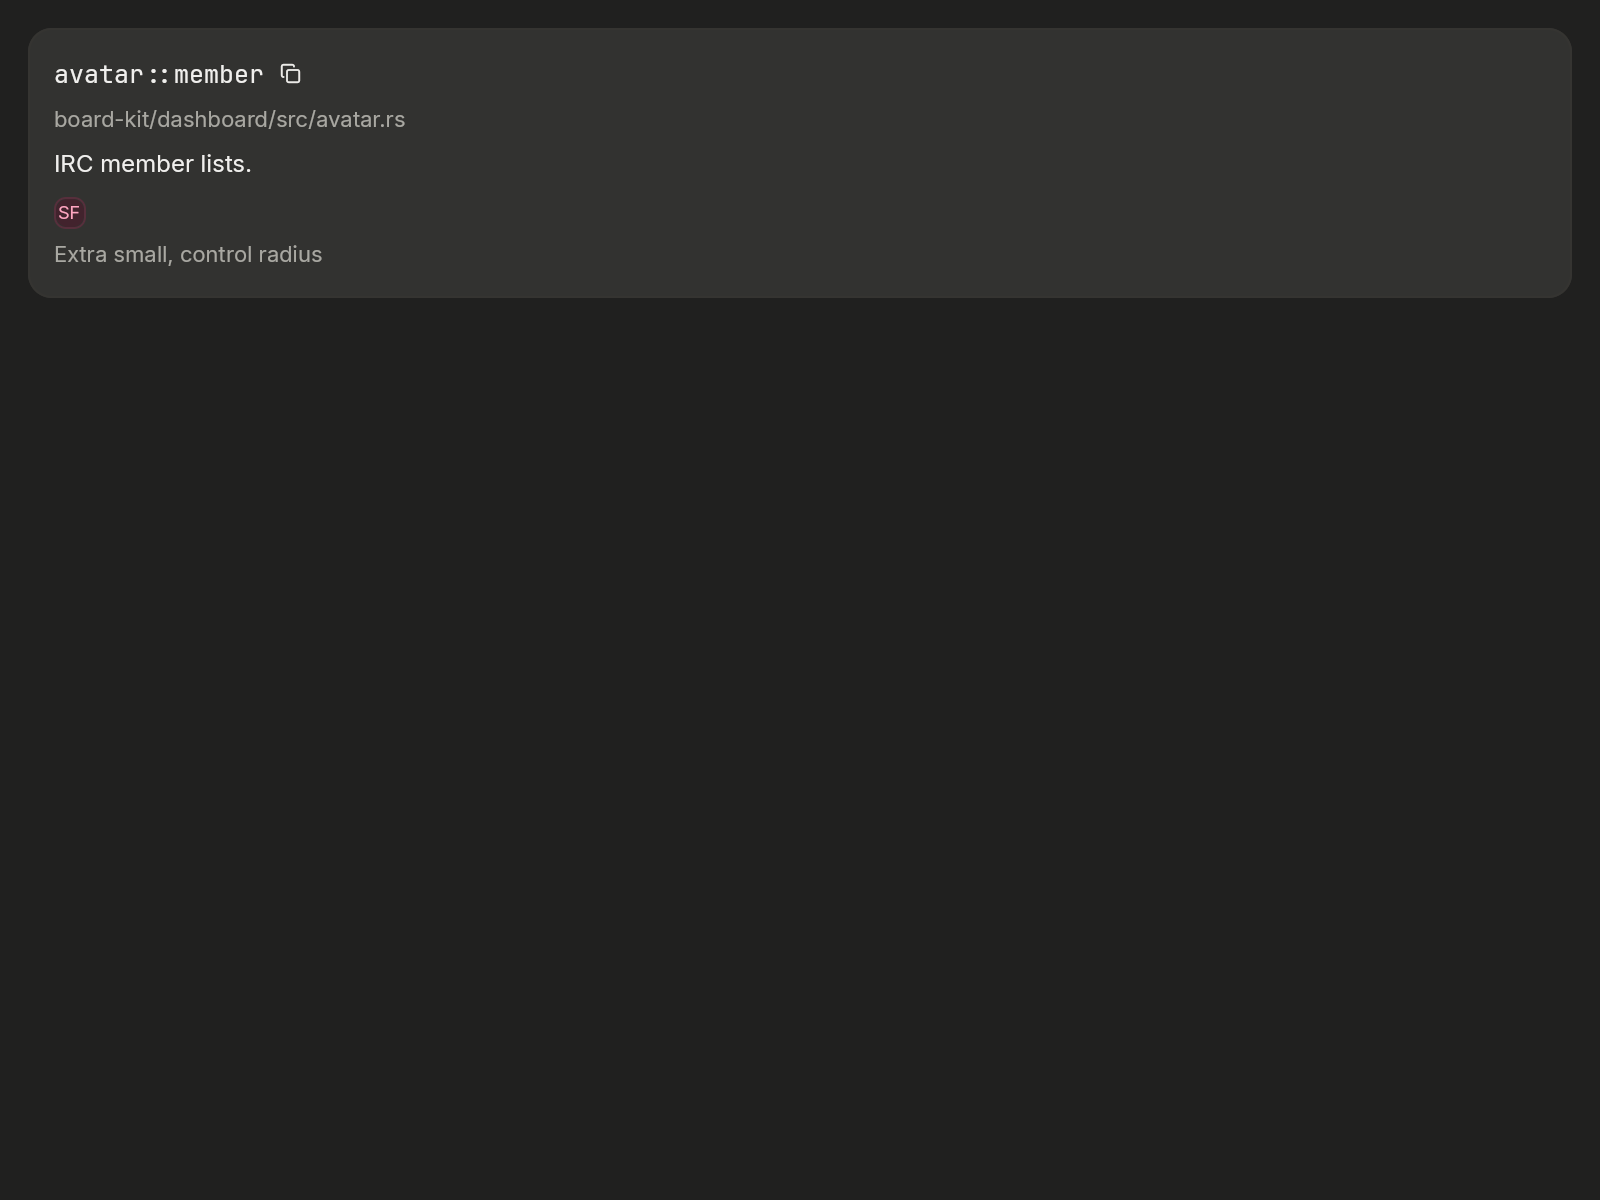 avatar::member
board-kit/dashboard/src/avatar.rs
IRC member lists.
SF
Extra small, control radius